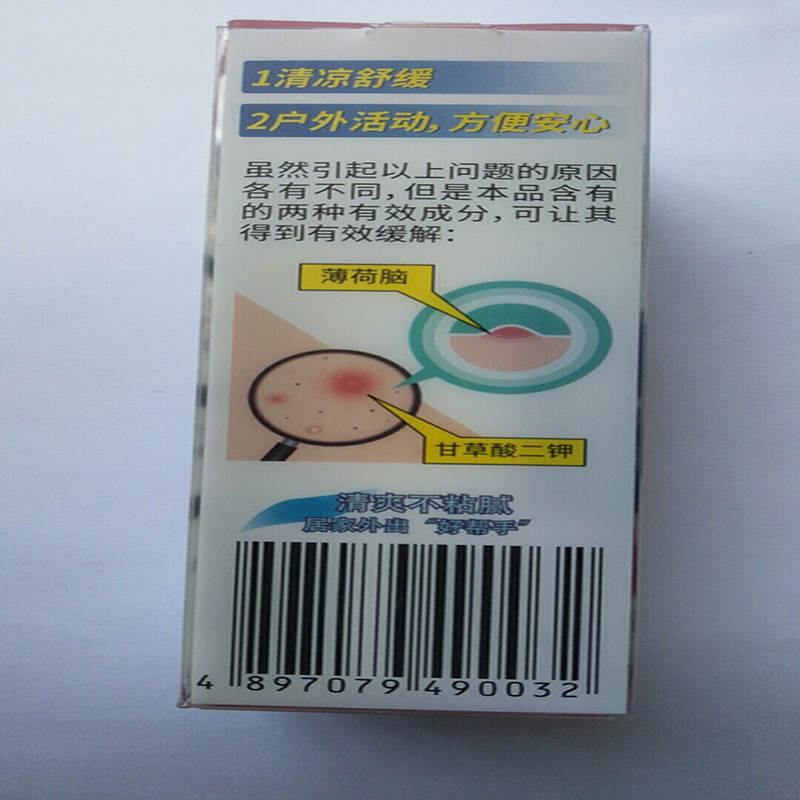 1清凉舒缓
2户外活动，方便安心
虽然引起以上问题的原因
各有不同，但是本品含有
的两种有效成分，可让其
得到有效缓解：
薄荷脑
甘草酸二钾
清爽不粘腻
居家外出“好帮手”
4 897079 490032